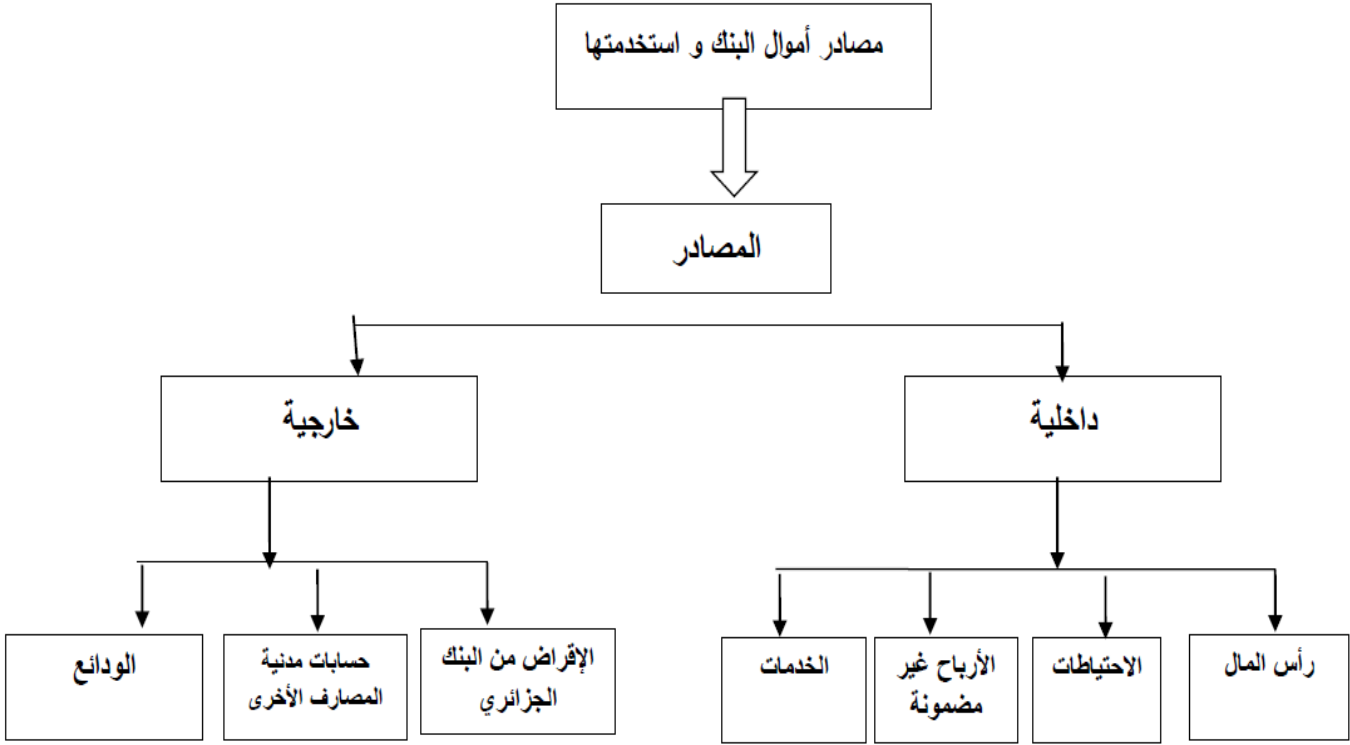 مصادر أموال البنك و استخدمتها
المصادر
داخلية
خارجية
رأس المال
الاحتياطات
الأرباح غير
مضمونة
الخدمات
الإقراض من البنك
الجزائري
حسابات مدنية
المصارف الأخرى
الودائع